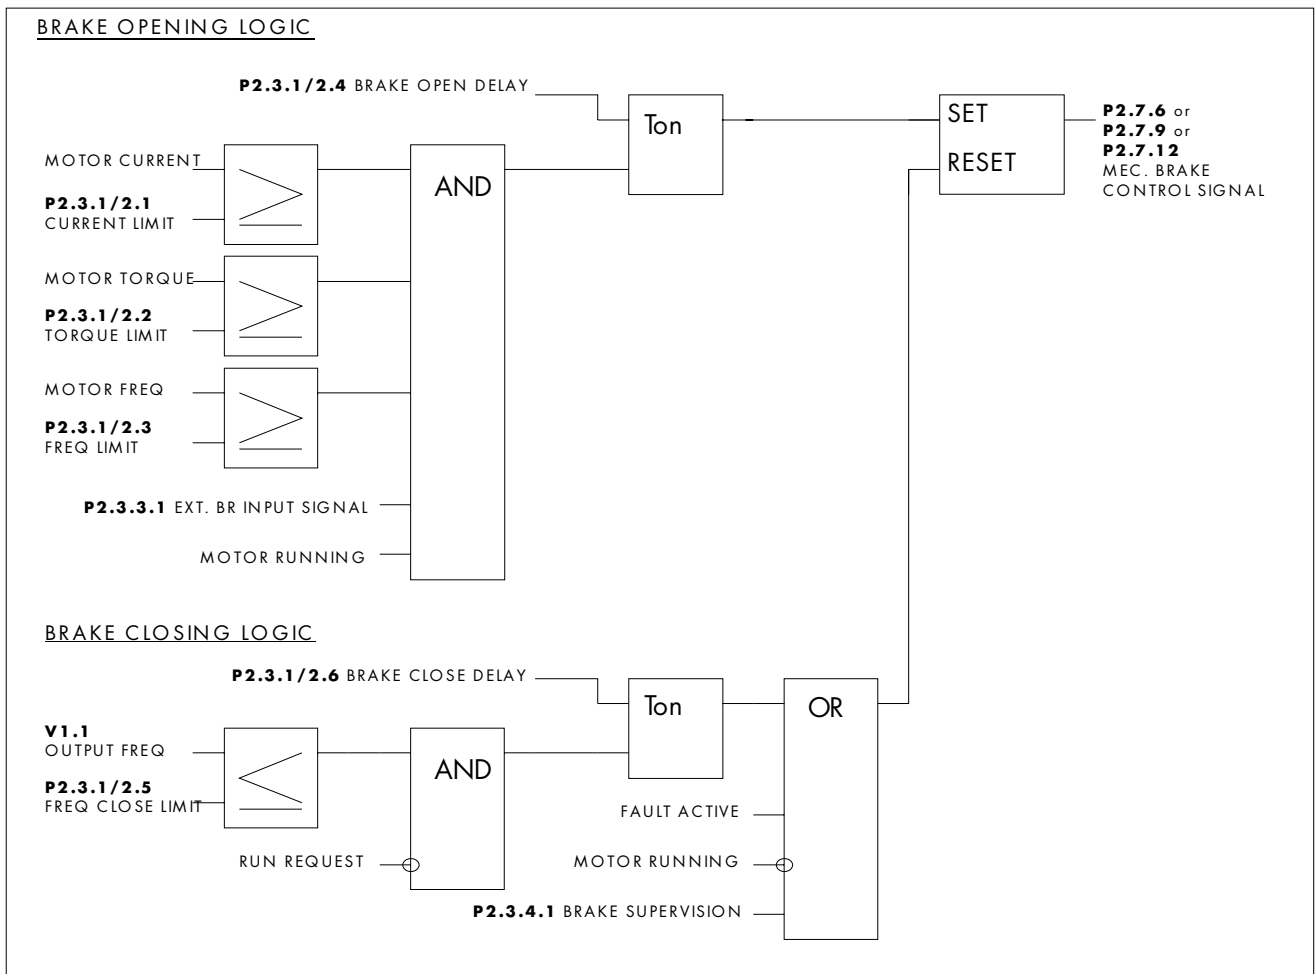 BRAKE OPENING LOGIC
P2.3.1/2.4 BRAKE OPEN DELAY
Ton
SET
RESET
P2.7.6 or
P2.7.9 or
P2.7.12
MEC. BRAKE
CONTROL SIGNAL
MOTOR CURRENT
P2.3.1/2.1
CURRENT LIMIT
AND
MOTOR TORQUE
P2.3.1/2.2
TORQUE LIMIT
MOTOR FREQ
P2.3.1/2.3
FREQ LIMIT
P2.3.3.1 EXT. BR INPUT SIGNAL
MOTOR RUNNING
BRAKE CLOSING LOGIC
P2.3.1/2.6 BRAKE CLOSE DELAY
Ton
OR
V1.1
OUTPUT FREQ
P2.3.1/2.5
FREQ CLOSE LIMIT
AND
RUN REQUEST
FAULT ACTIVE
MOTOR RUNNING
P2.3.4.1 BRAKE SUPERVISION